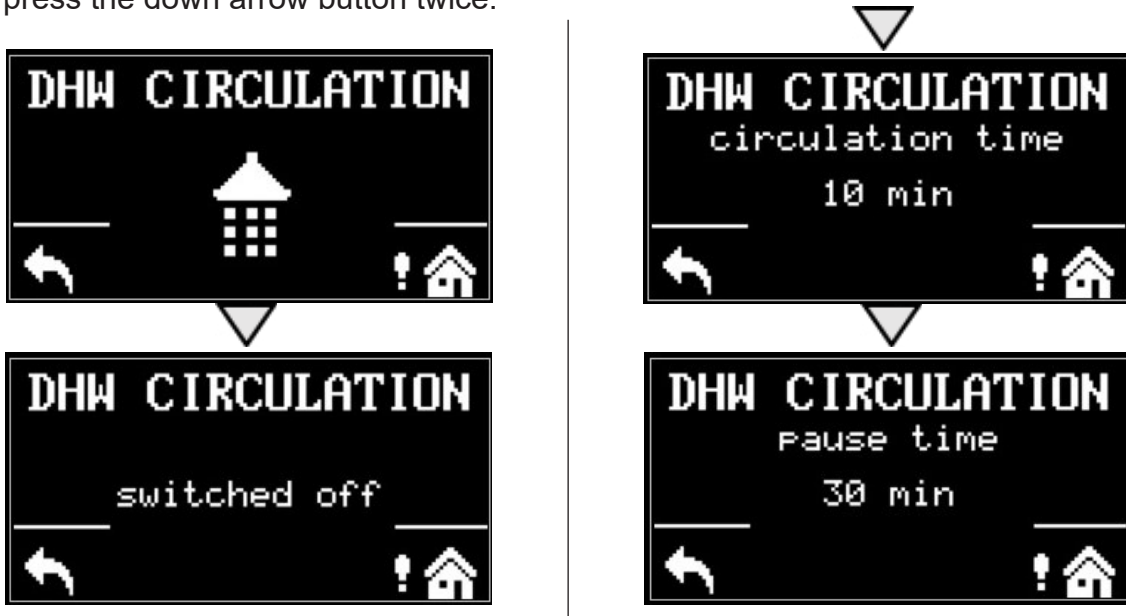 press the down arrow button twice.
DHW CIRCULATION
DHW CIRCULATION
switched off
DHW CIRCULATION
circulation time
10 min
DHW CIRCULATION
pause time
30 min